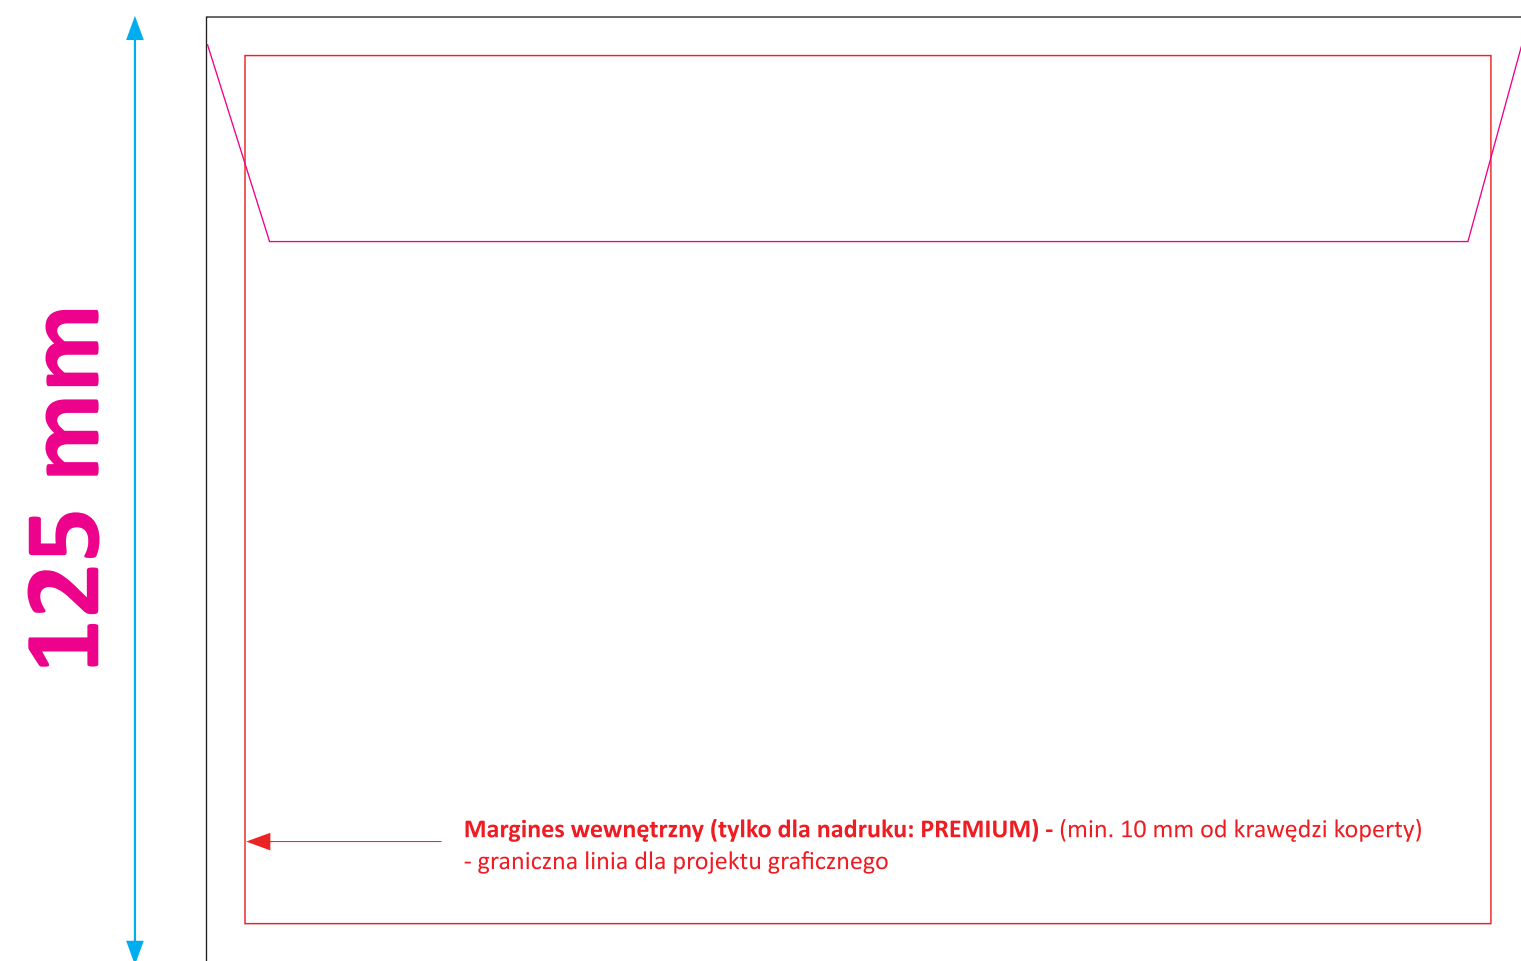 125 mm
Margines wewnętrzny (tylko dla nadruku: PREMIUM) - (min. 10 mm od krawędzi koperty)
- graniczna linia dla projektu graficznego